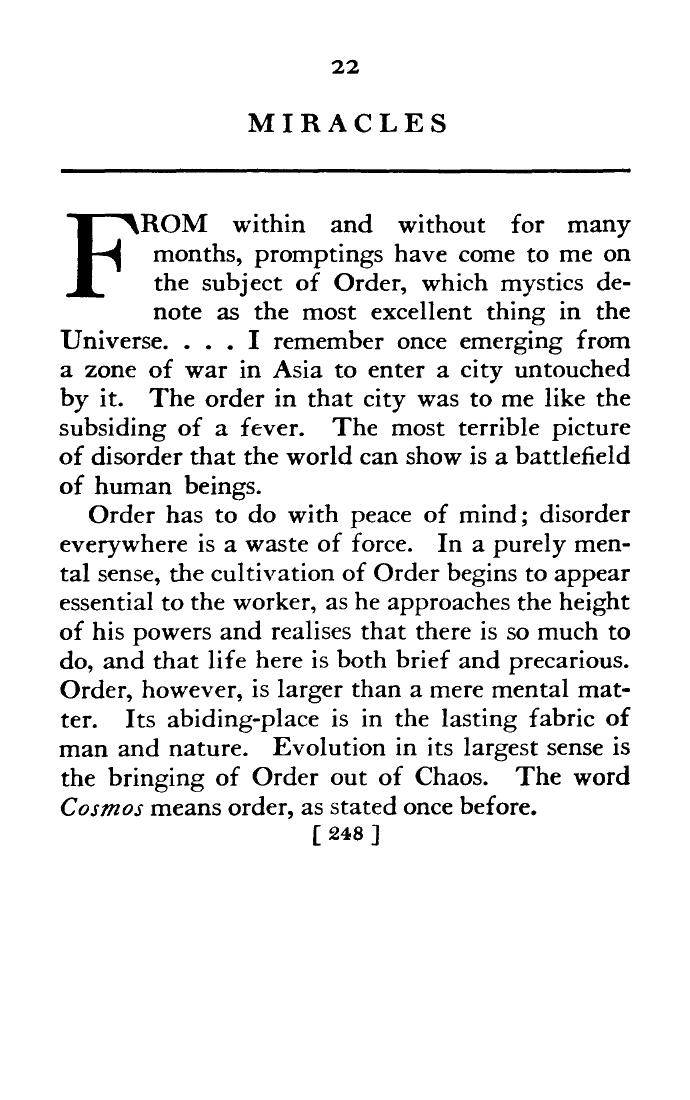 22
MIRACLES
FROM within and without for many
months, promptings have come to me on
the subject of Order, which mystics de-
note as the most excellent thing in the
Universe. . . . I remember once emerging from
a zone of war in Asia to enter a city untouched
by it. The order in that city was to me like the
subsiding of a fever. The most terrible picture
of disorder that the world can show is a battlefield
of human beings.
Order has to do with peace of mind; disorder
everywhere is a waste of force. In a purely men-
tal sense, the cultivation of Order begins to appear
essential to the worker, as he approaches the height
of his powers and realises that there is so much to
do, and that life here is both brief and precarious.
Order, however, is larger than a mere mental mat-
ter. Its abiding-place is in the lasting fabric of
man and nature. Evolution in its largest sense is
the bringing of Order out of Chaos. The word
Cosmos means order, as stated once before.
[ 248 ]